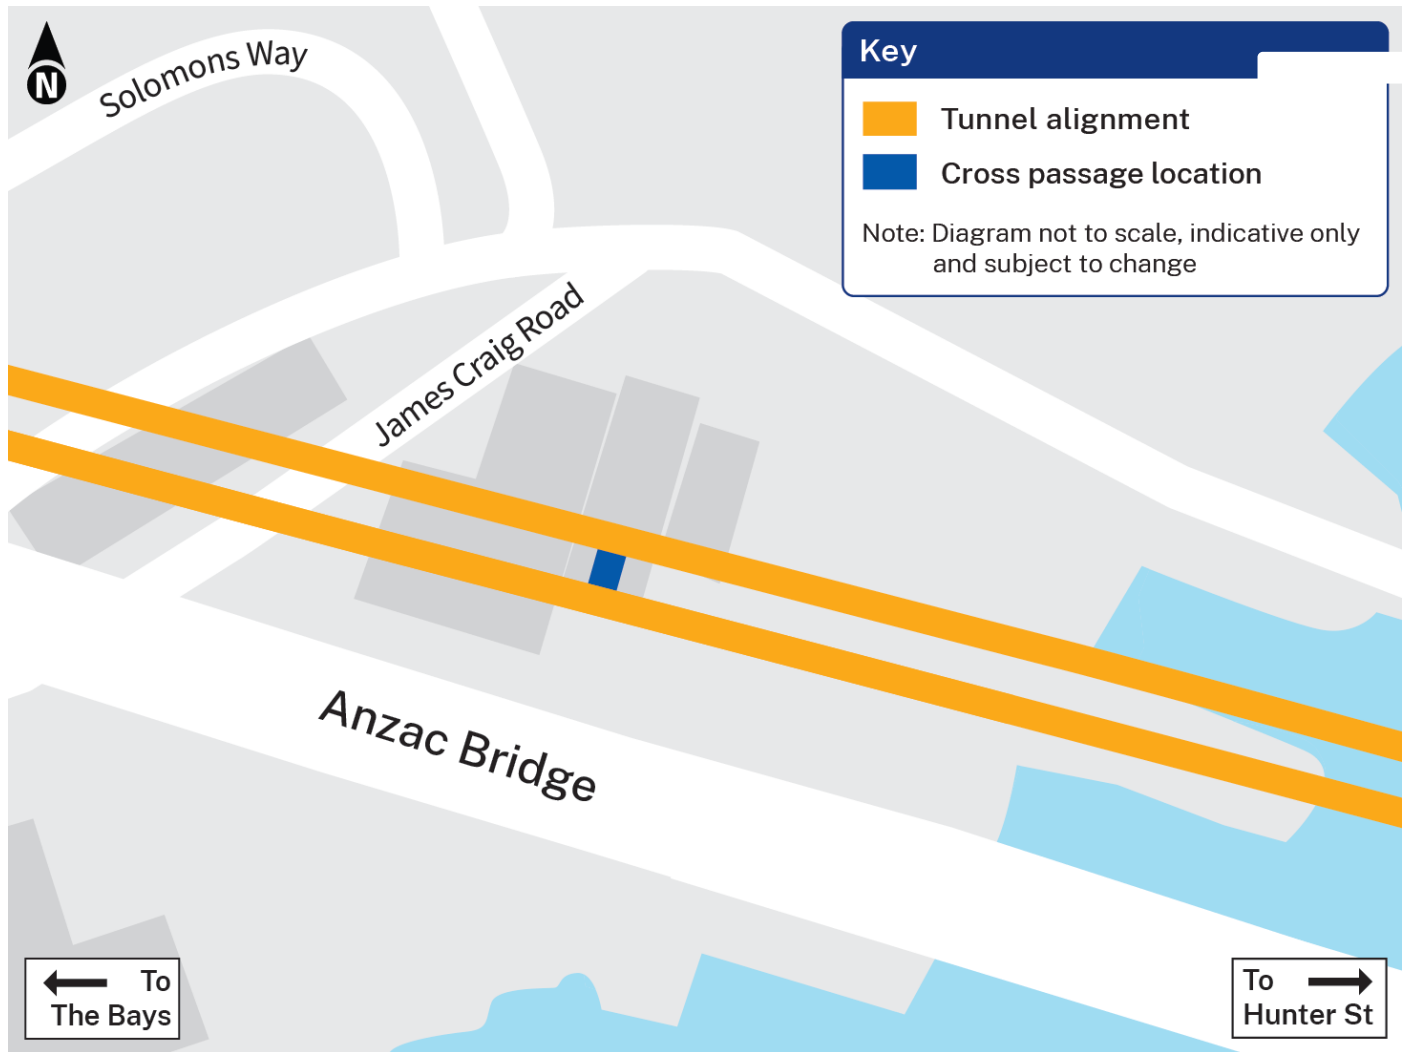 N
Solomons Way
Key
Tunnel alignment
Cross passage location
Note: Diagram not to scale, indicative only
and subject to change
James Craig Road
Anzac Bridge
To
The Bays
To
Hunter St